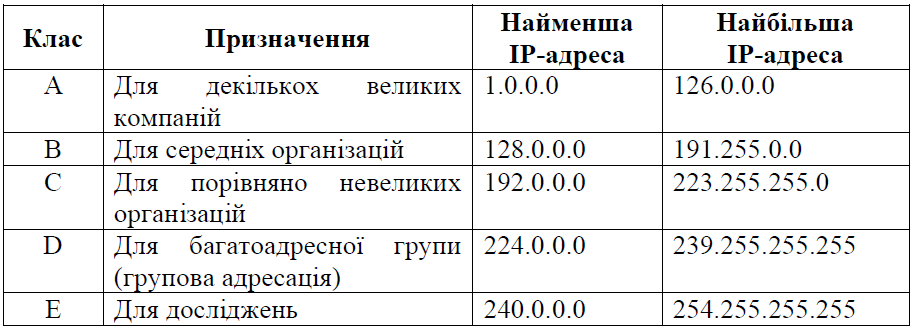 Клас Призначення Найменша IP-адреса Найбільша IP-адреса
A Для декількох великих компаній 1.0.0.0 126.0.0.0
B Для середніх організацій 128.0.0.0 191.255.0.0
C Для порівняно невеликих організацій 192.0.0.0 223.255.255.0
D Для багатоадресної групи (групова адресація) 224.0.0.0 239.255.255.255
E Для досліджень 240.0.0.0 254.255.255.255